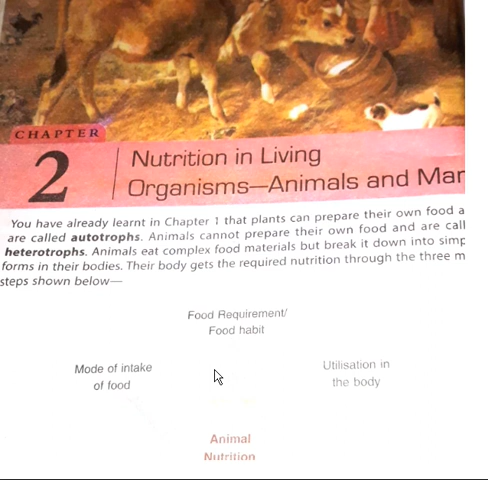 CHAPTER
2
Nutrition in Living
Organisms—Animals and Mar
You have already learnt in Chapter 1 that plants can prepare their own food a
are called autotrophs. Animals cannot prepare their own food and are call
heterotrophs. Animals eat complex food materials but break it down into simp
forms in their bodies. Their body gets the required nutrition through the three m
steps shown below—
Food Requirement/
Food habit
Mode of intake
of food
Utilisation in
the body
Animal
Nutrition